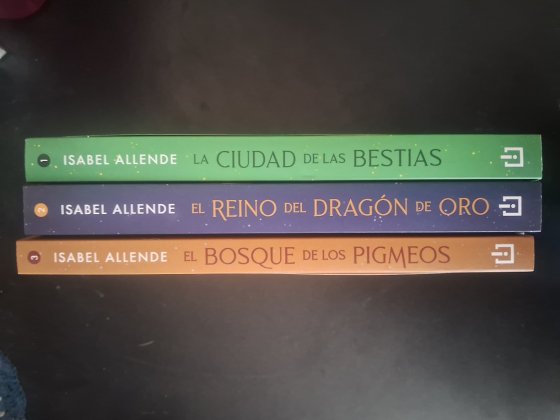 1 ISABEL ALLENDE LA CIUDAD DE LAS BESTIAS
2 ISABEL ALLENDE EL REINO DEL DRAGÓN DE ORO
3 ISABEL ALLENDE EL BOSQUE DE LOS PIGMEOS